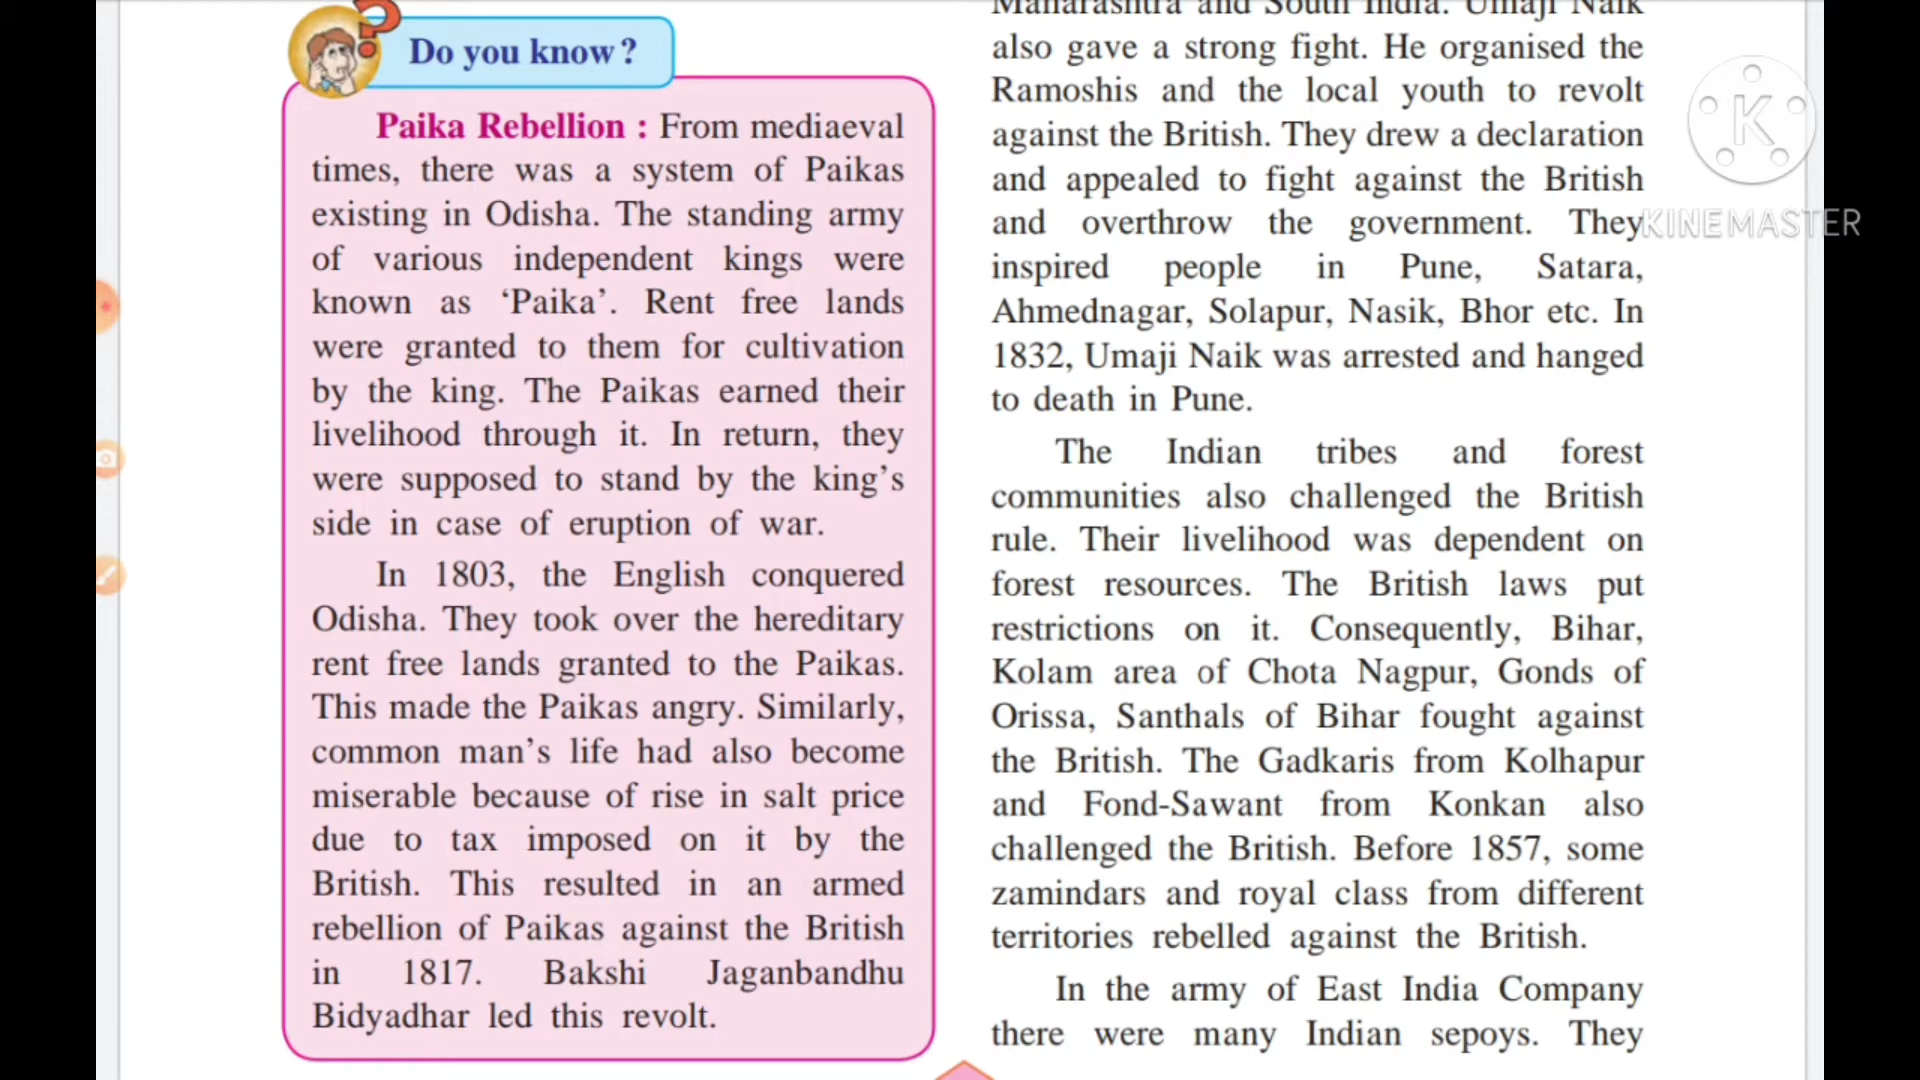 Do you know?
Paika Rebellion : From mediaeval
times, there was a system of Paikas
existing in Odisha. The standing army
of various independent kings were
known as ‘Paika’. Rent free lands
were granted to them for cultivation
by the king. The Paikas earned their
livelihood through it. In return, they
were supposed to stand by the king’s
side in case of eruption of war.
In 1803, the English conquered
Odisha. They took over the hereditary
rent free lands granted to the Paikas.
This made the Paikas angry. Similarly,
common man’s life had also become
miserable because of rise in salt price
due to tax imposed on it by the
British. This resulted in an armed
rebellion of Paikas against the British
in 1817. Bakshi Jaganbandhu
Bidyadhar led this revolt.
Maharashtra and South India. Umaji Naik
also gave a strong fight. He organised the
Ramoshis and the local youth to revolt
against the British. They drew a declaration
and appealed to fight against the British
and overthrow the government. They
inspired people in Pune, Satara,
Ahmednagar, Solapur, Nasik, Bhor etc. In
1832, Umaji Naik was arrested and hanged
to death in Pune.
The Indian tribes and forest
communities also challenged the British
rule. Their livelihood was dependent on
forest resources. The British laws put
restrictions on it. Consequently, Bihar,
Kolam area of Chota Nagpur, Gonds of
Orissa, Santhals of Bihar fought against
the British. The Gadkaris from Kolhapur
and Fond-Sawant from Konkan also
challenged the British. Before 1857, some
zamindars and royal class from different
territories rebelled against the British.
In the army of East India Company
there were many Indian sepoys. They
K
KINEMASTER